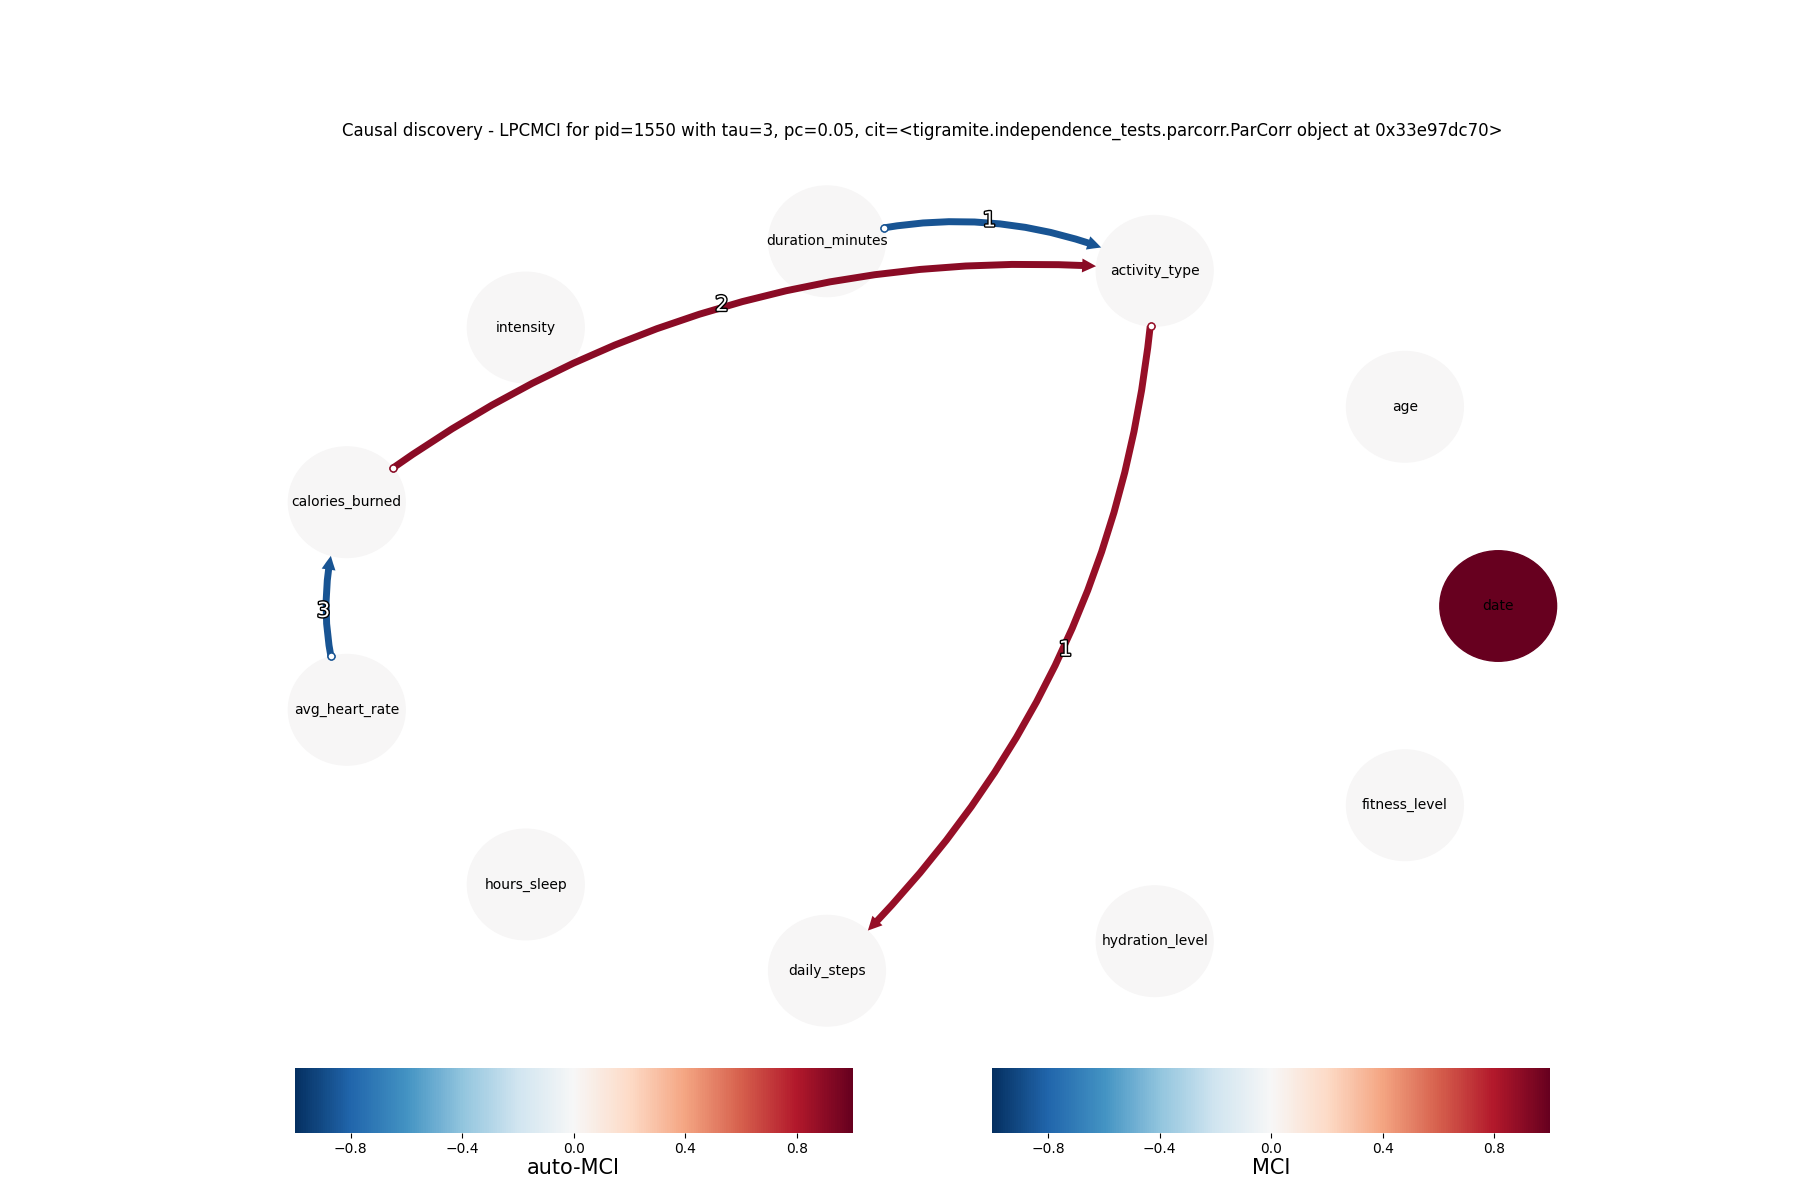 Causal discovery - LPCMCI for pid=1550 with tau=3, pc=0.05, cit=<tigramite.independence_tests.parcorr.ParCorr object at 0x33e97dc70>
1
duration_minutes
activity_type
2
intensity
age
calories_burned
date
3
1
avg_heart_rate
fitness_level
hours_sleep
hydration_level
daily_steps
−0.8 −0.4 0.0 0.4 0.8
auto-MCI
−0.8 −0.4 0.0 0.4 0.8
MCI